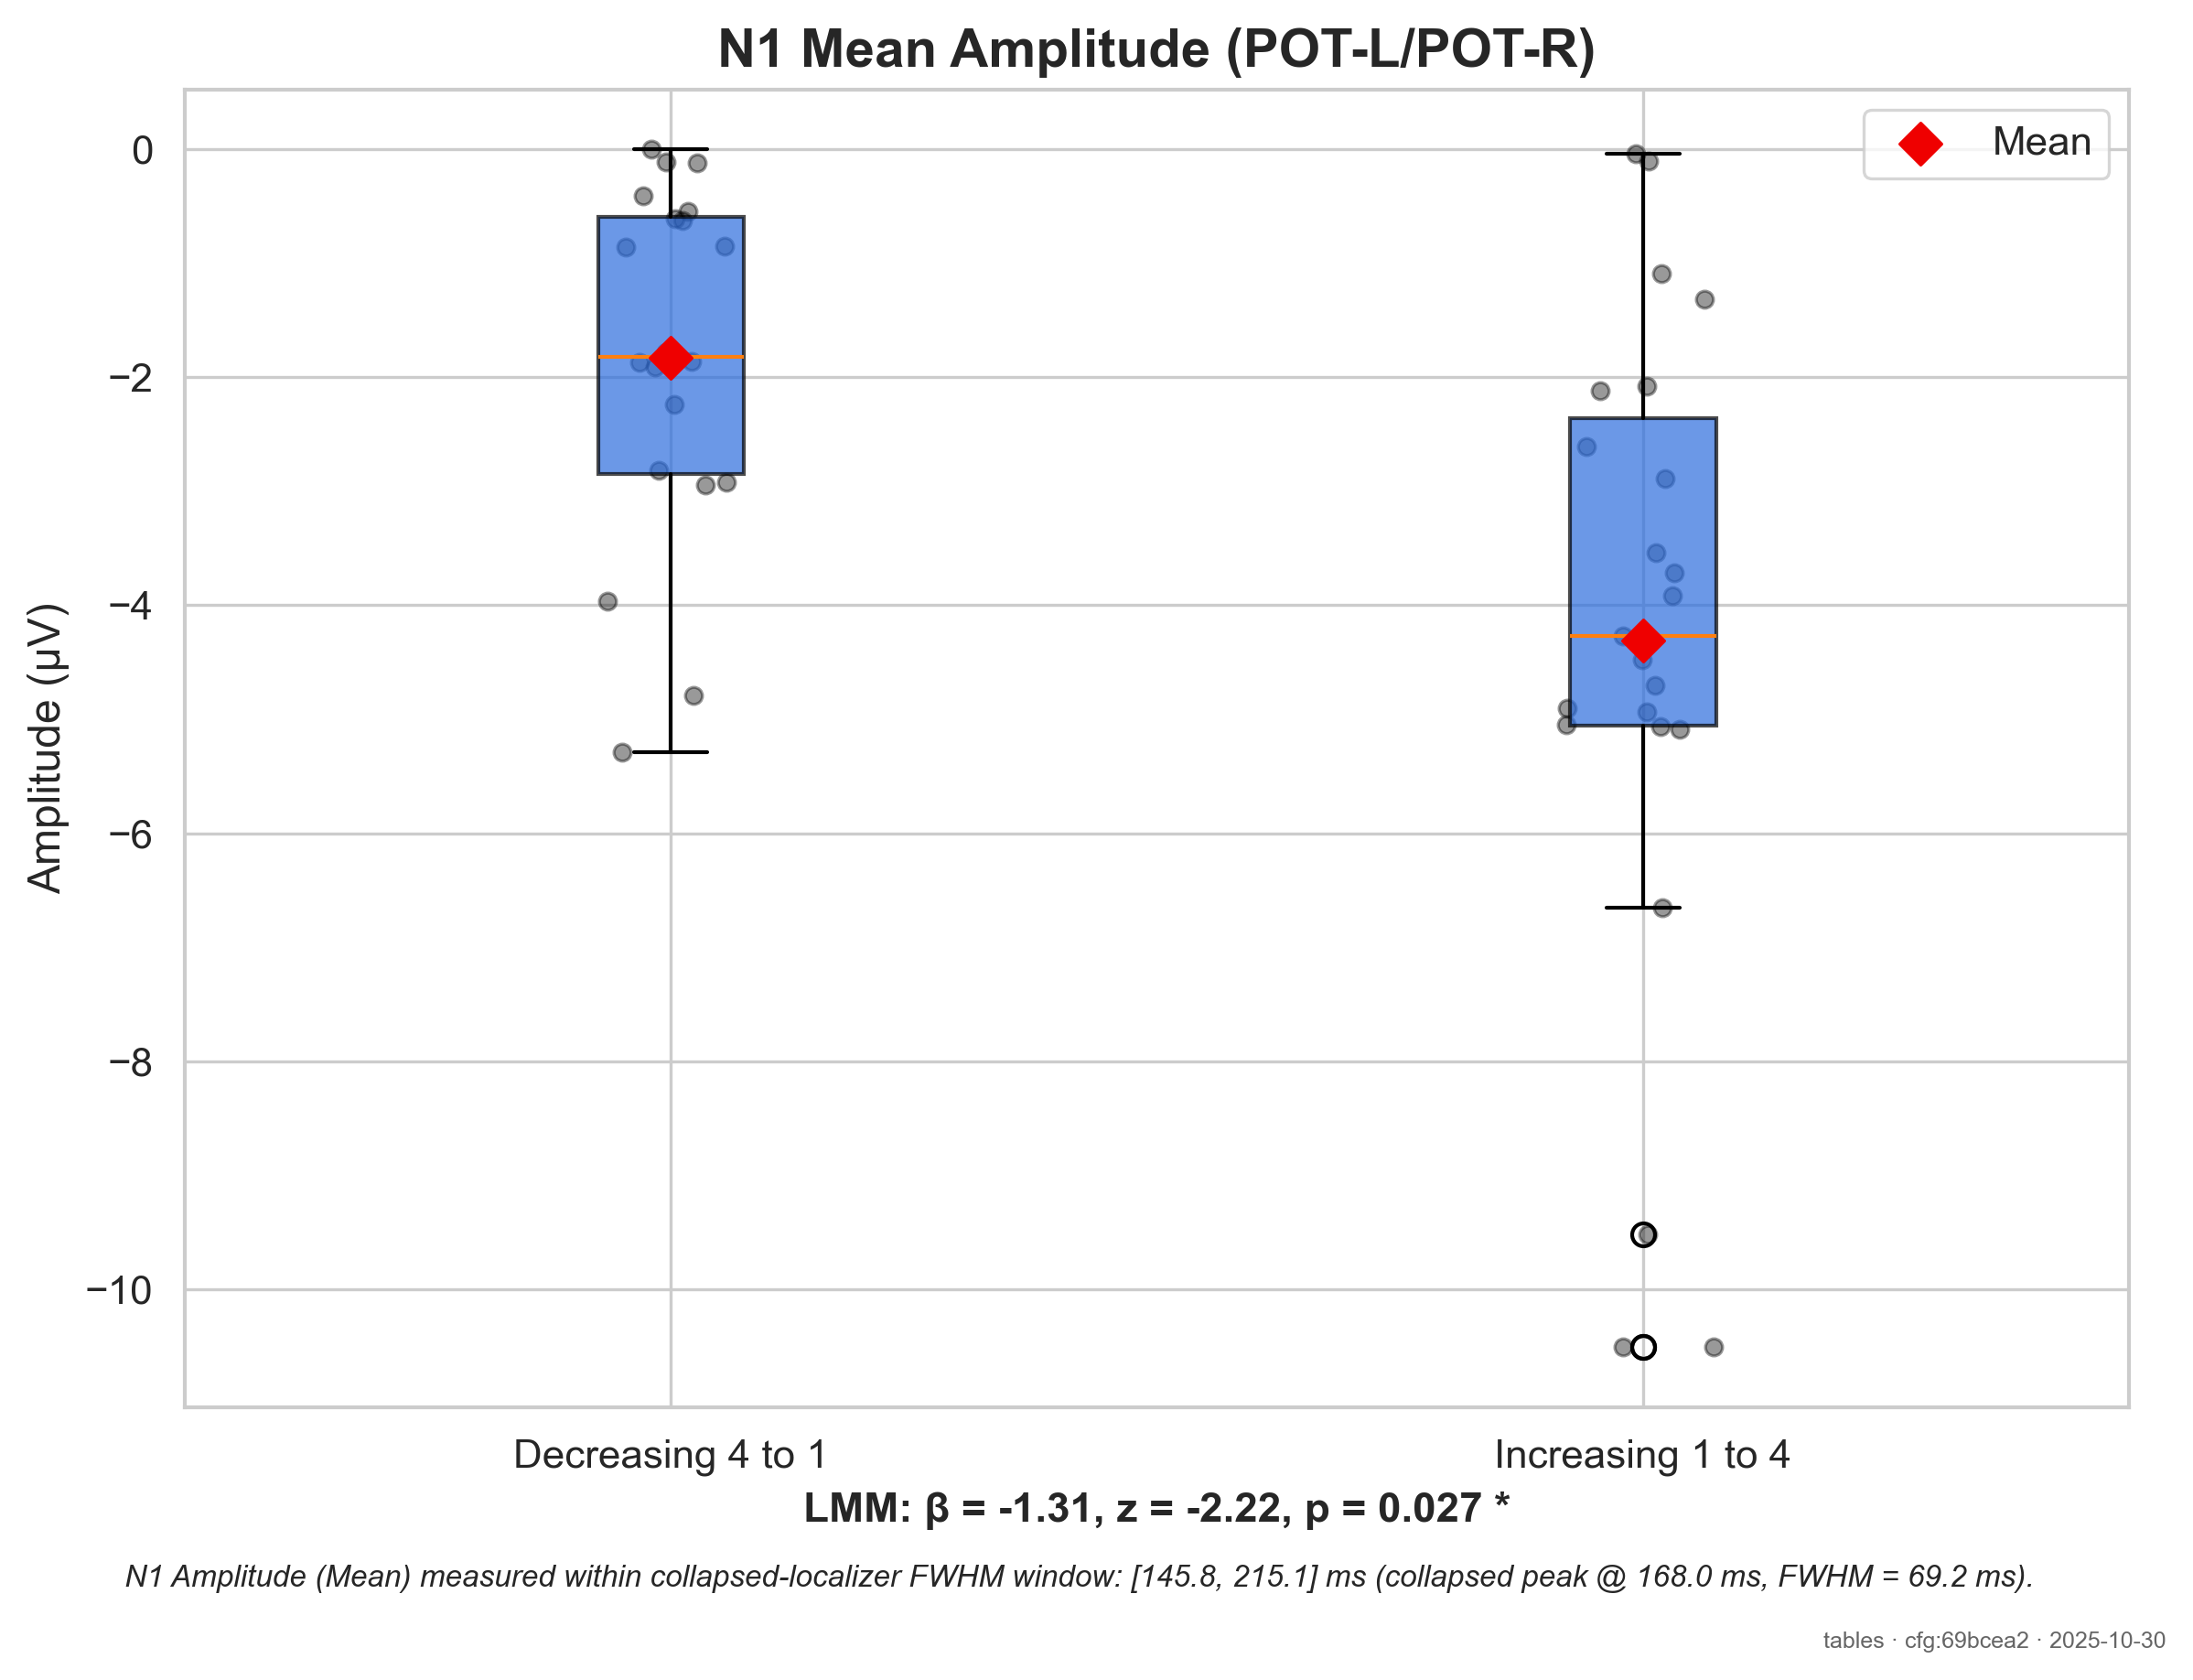 N1 Mean Amplitude (POT-L/POT-R)
Mean
0
−2
−4
−6
−8
−10
Amplitude (µV)
Decreasing 4 to 1
Increasing 1 to 4
LMM: β = -1.31, z = -2.22, p = 0.027 *
N1 Amplitude (Mean) measured within collapsed-localizer FWHM window: [145.8, 215.1] ms (collapsed peak @ 168.0 ms, FWHM = 69.2 ms).
tables · cfg:69bcea2 · 2025-10-30